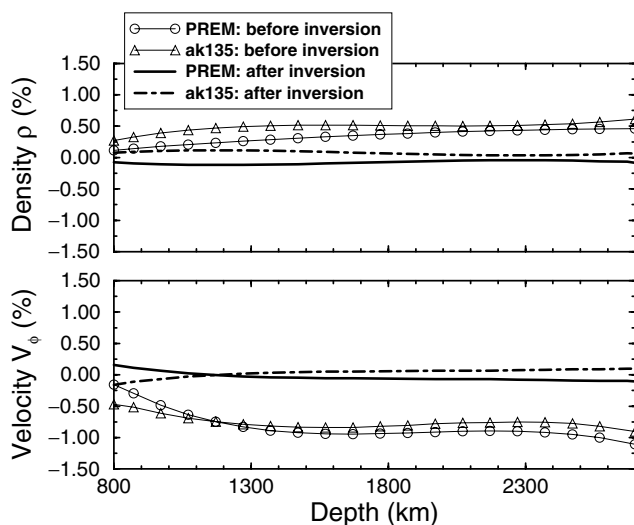 PREM: before inversion
ak135: before inversion
PREM: after inversion
ak135: after inversion
1.50
1.00
0.50
0.00
−0.50
−1.00
−1.50
Density ρ (%)
1.50
1.00
0.50
0.00
−0.50
−1.00
−1.50
Velocity Vϕ (%)
800 1300 1800 2300
Depth (km)